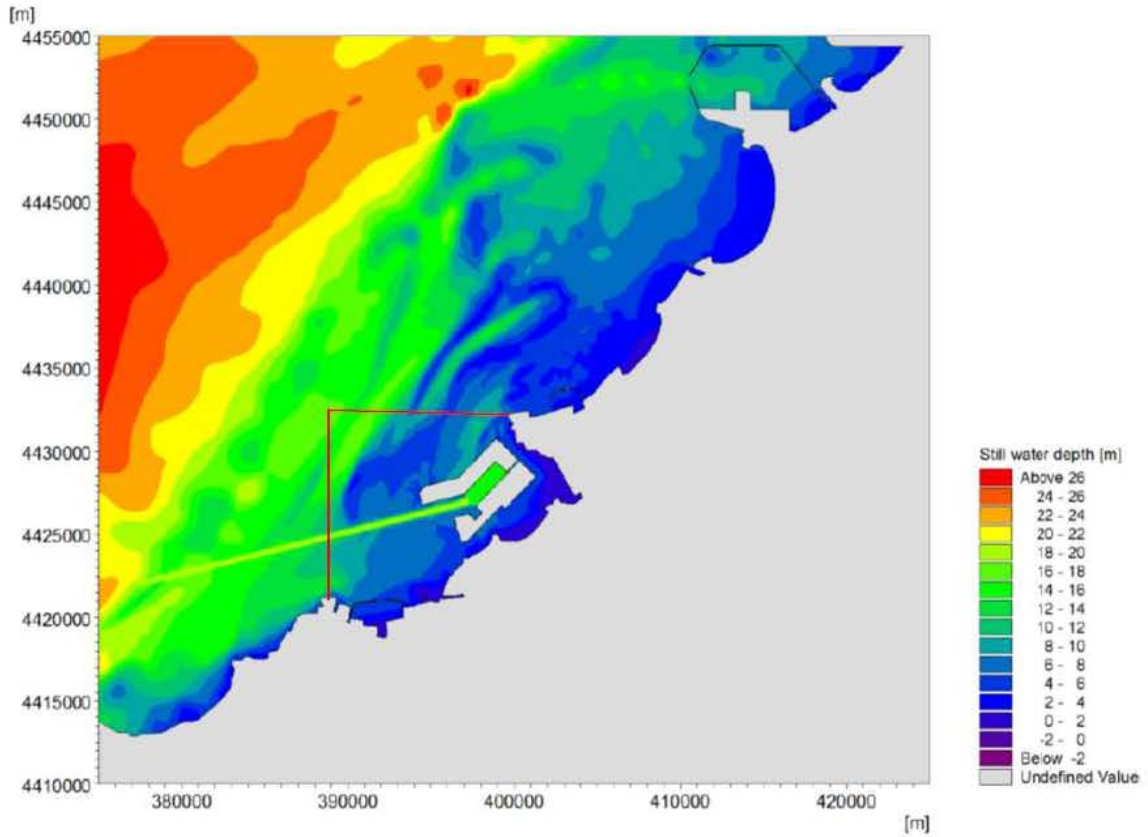 [m]
4455000
4450000
4445000
4440000
4435000
4430000
4425000
4420000
4415000
4410000
380000 390000 400000 410000 420000
[m]
Still water depth [m]
Above 26
24 - 26
22 - 24
20 - 22
18 - 20
16 - 18
14 - 16
12 - 14
10 - 12
8 - 10
6 - 8
4 - 6
2 - 4
0 - 2
-2 - 0
Below -2
Undefined Value